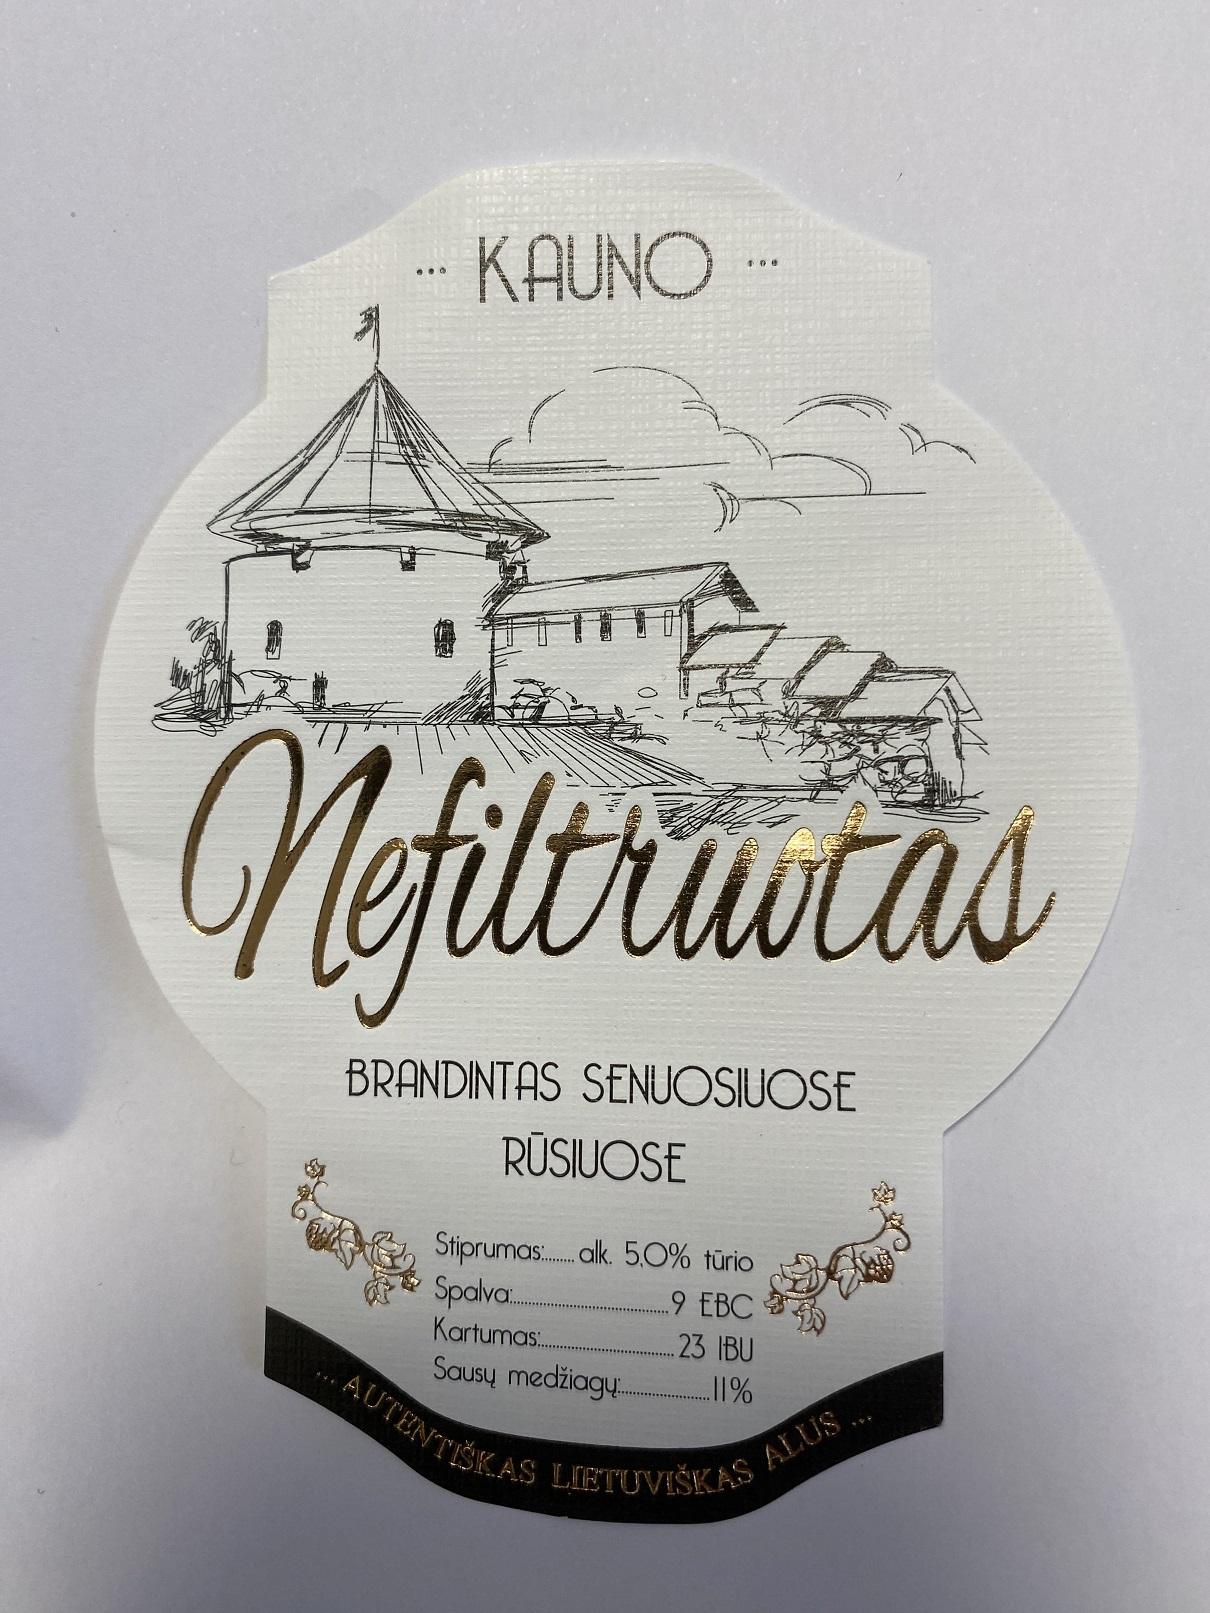 ... KAUNO ...
Nefiltruotas
BRANDINTAS SENUOSIUOSE
RŪSIUOSE
Stiprumas:....... alk. 5,0% tūrio
Spalva:....................................... 9 EBC
Kartumas:................................. 23 IBU
Sausų medžiagų:...................... 11%
... AUTENTIŠKAS LIETUVIŠKAS ALUS ...